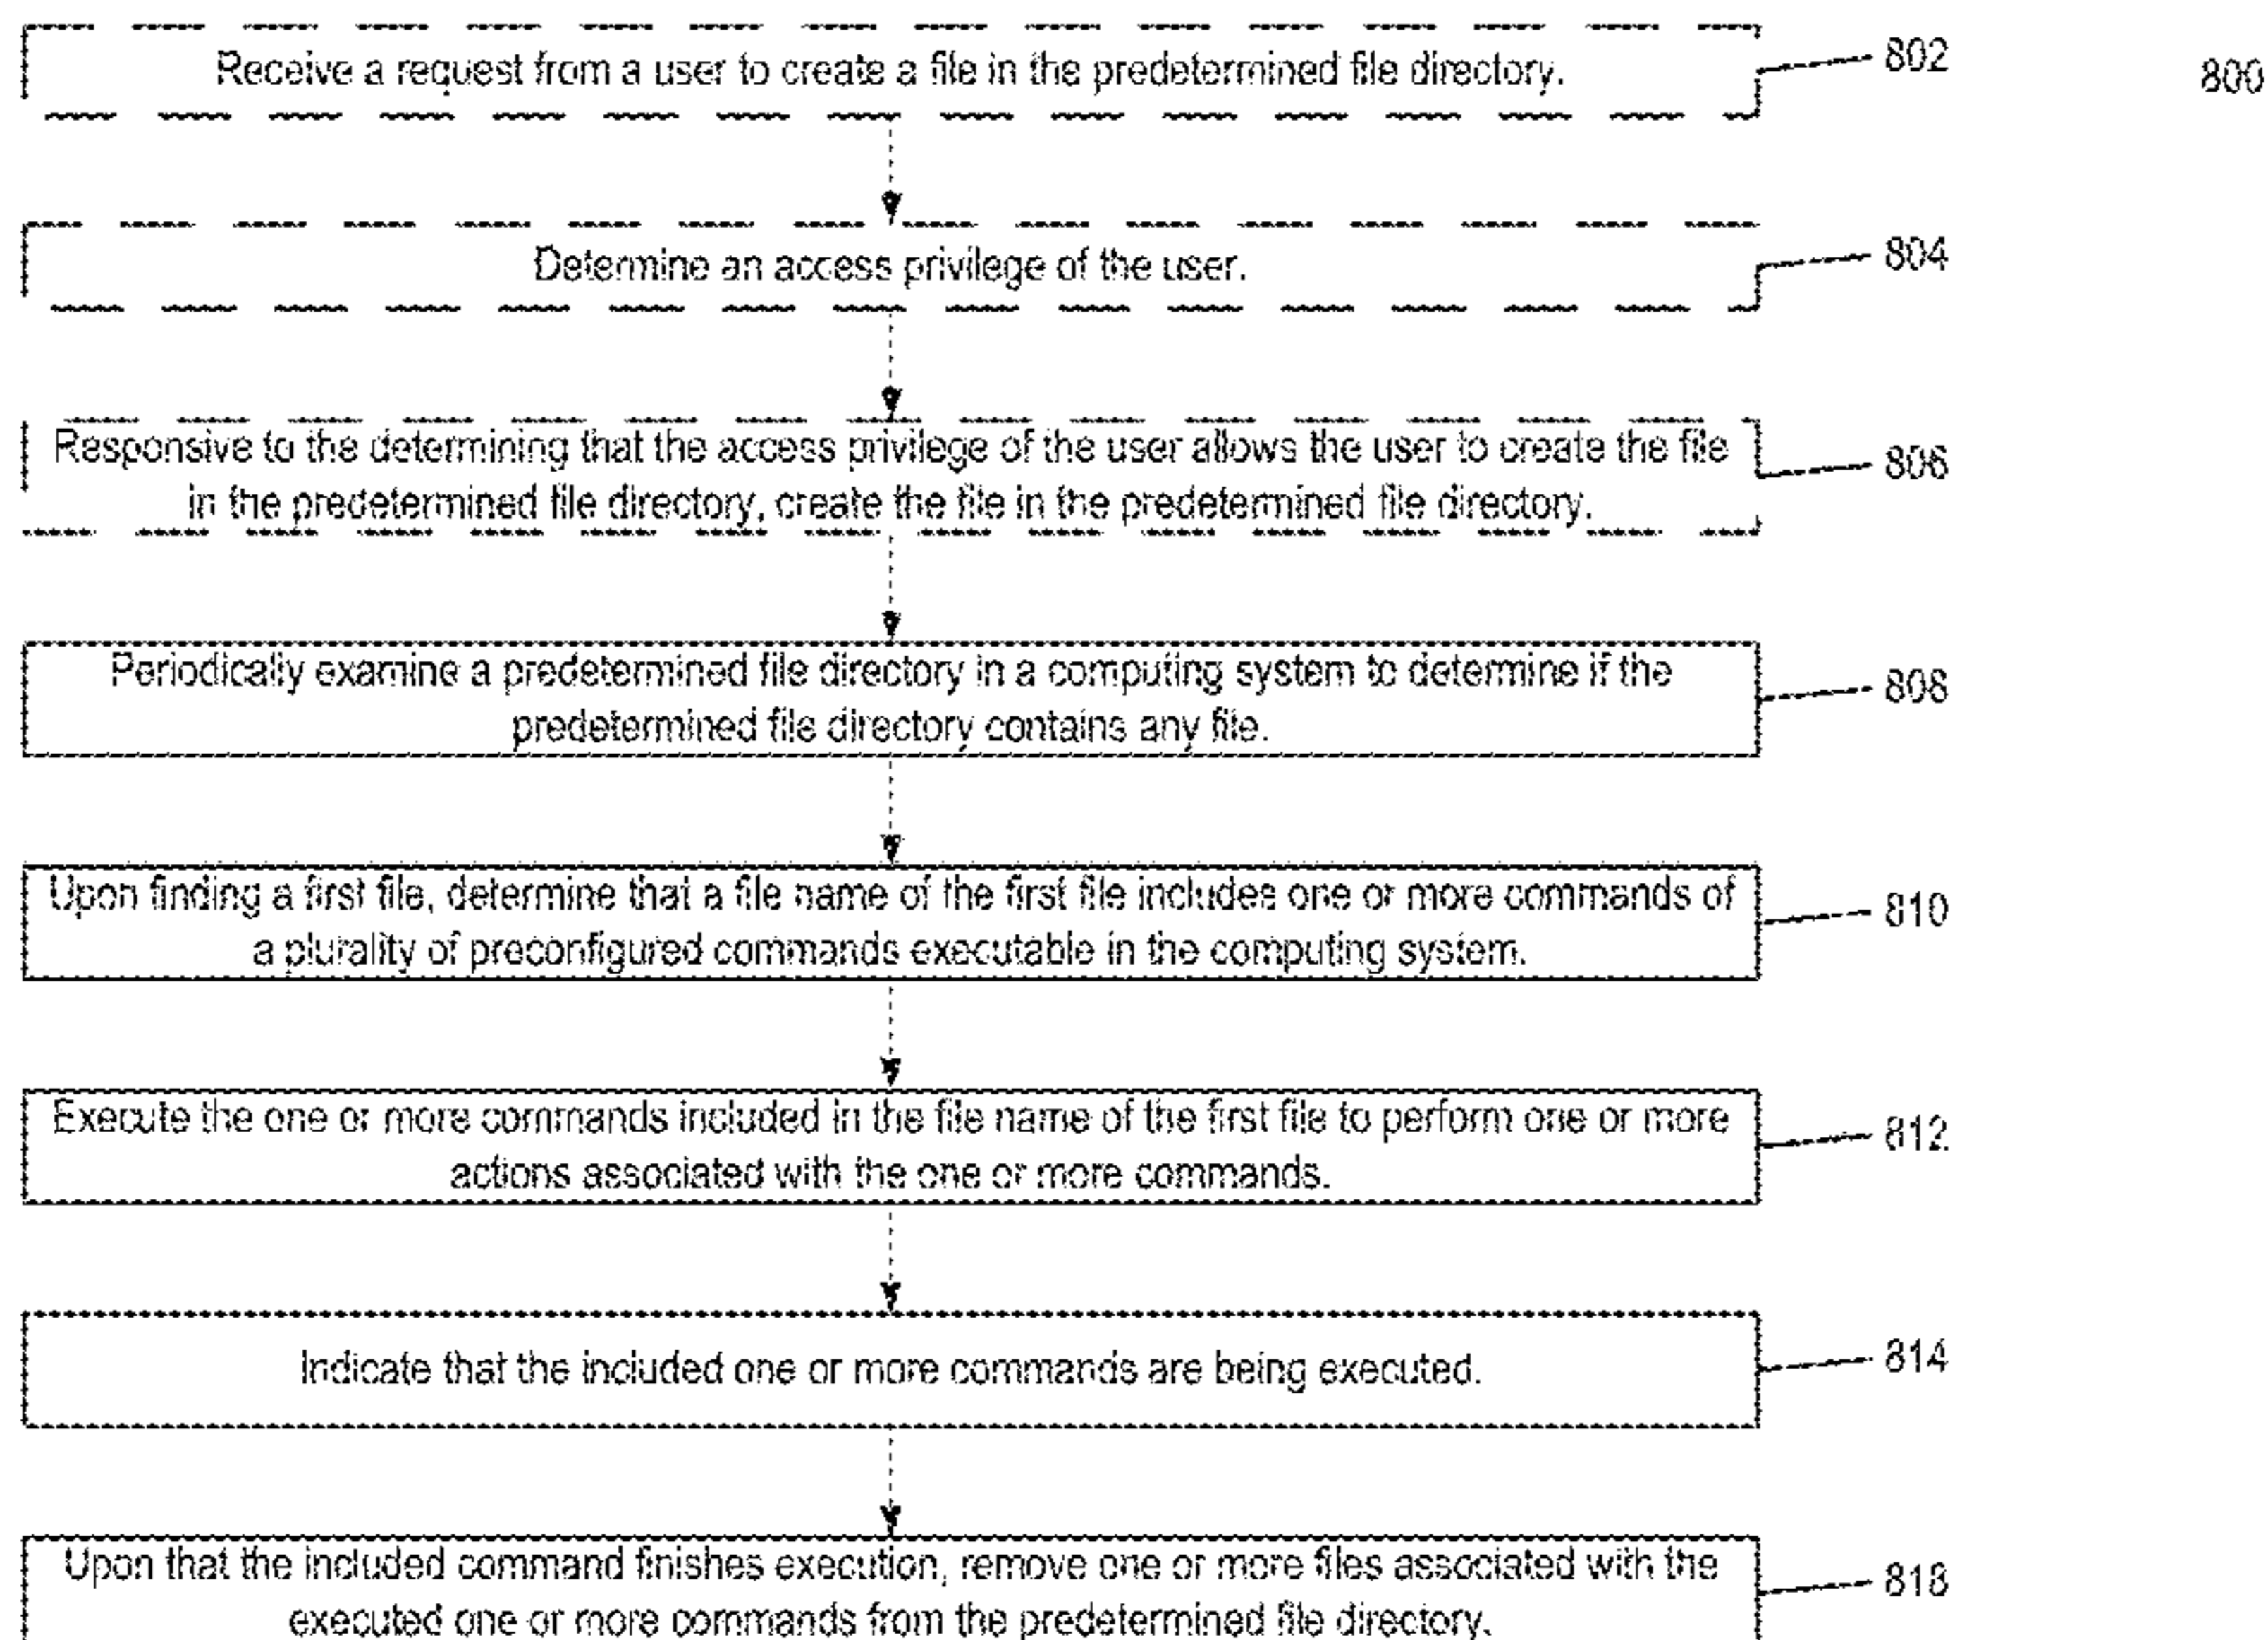 Receive a request from a user to create a file in the predetermined file directory.
802
800
Determine an access privilege of the user.
804
Responsive to the determining that the access privilege of the user allows the user to create the file
in the predetermined file directory, create the file in the predetermined file directory.
806
Periodically examine a predetermined file directory in a computing system to determine if the
predetermined file directory contains any file.
808
Upon finding a first file, determine that a file name of the first file includes one or more commands of
a plurality of preconfigured commands executable in the computing system.
810
Execute the one or more commands included in the file name of the first file to perform one or more
actions associated with the one or more commands.
812
Indicate that the included one or more commands are being executed.
814
Upon that the included command finishes execution, remove one or more files associated with the
executed one or more commands from the predetermined file directory.
818